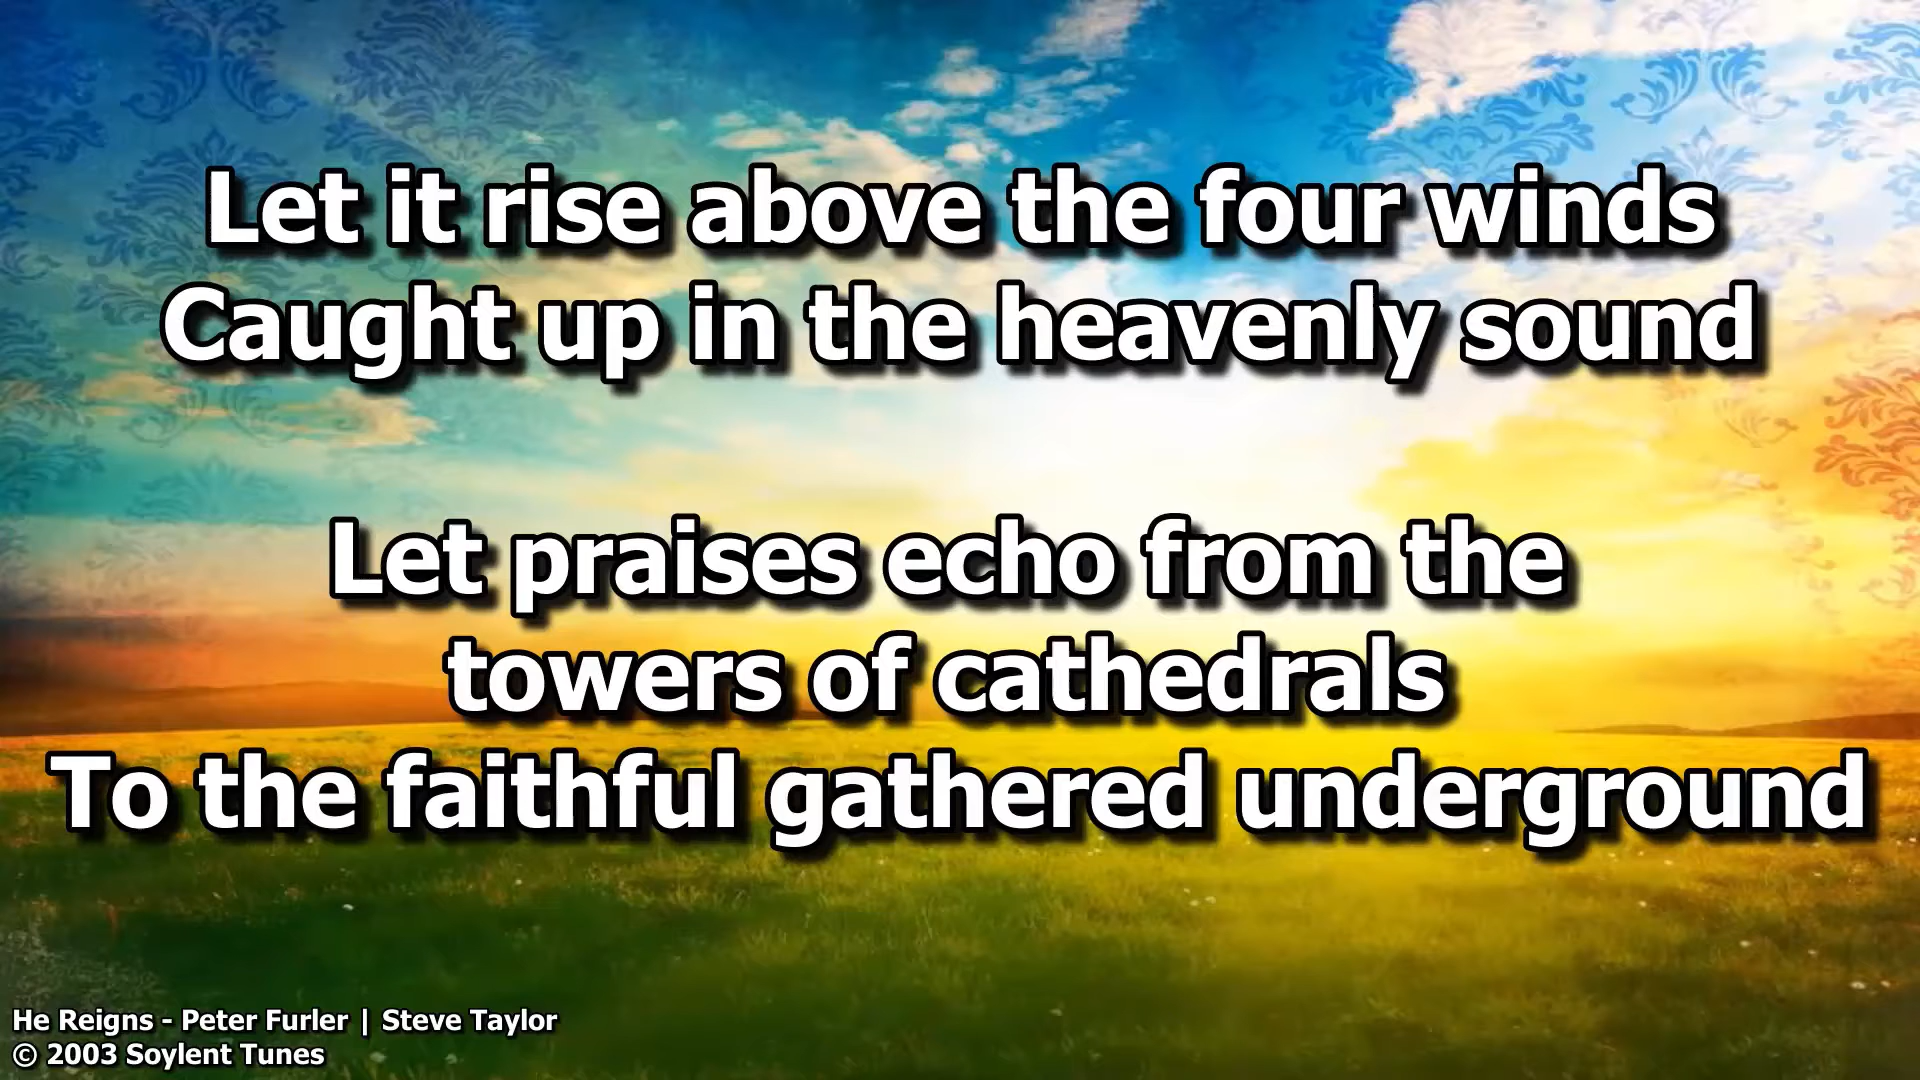 Let it rise above the four winds
Caught up in the heavenly sound
Let praises echo from the
towers of cathedrals
To the faithful gathered underground
He Reigns - Peter Furler | Steve Taylor
© 2003 Soylent Tunes